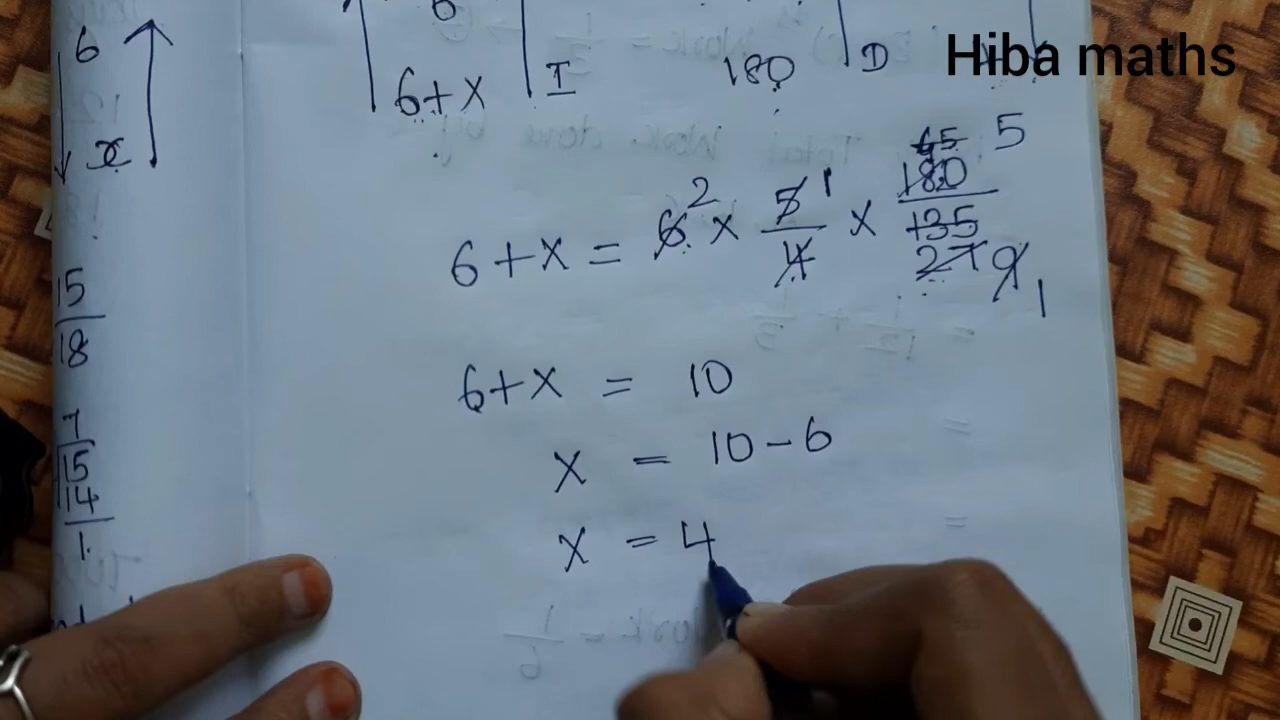 Hiba maths
6
6
6+x I 180 D
x
45 5
2 1 180
6+x = 6 x 5/4 x 180/135
27 9 1
15
18
6+x = 10
7
15
14
1
x = 10-6
x = 4